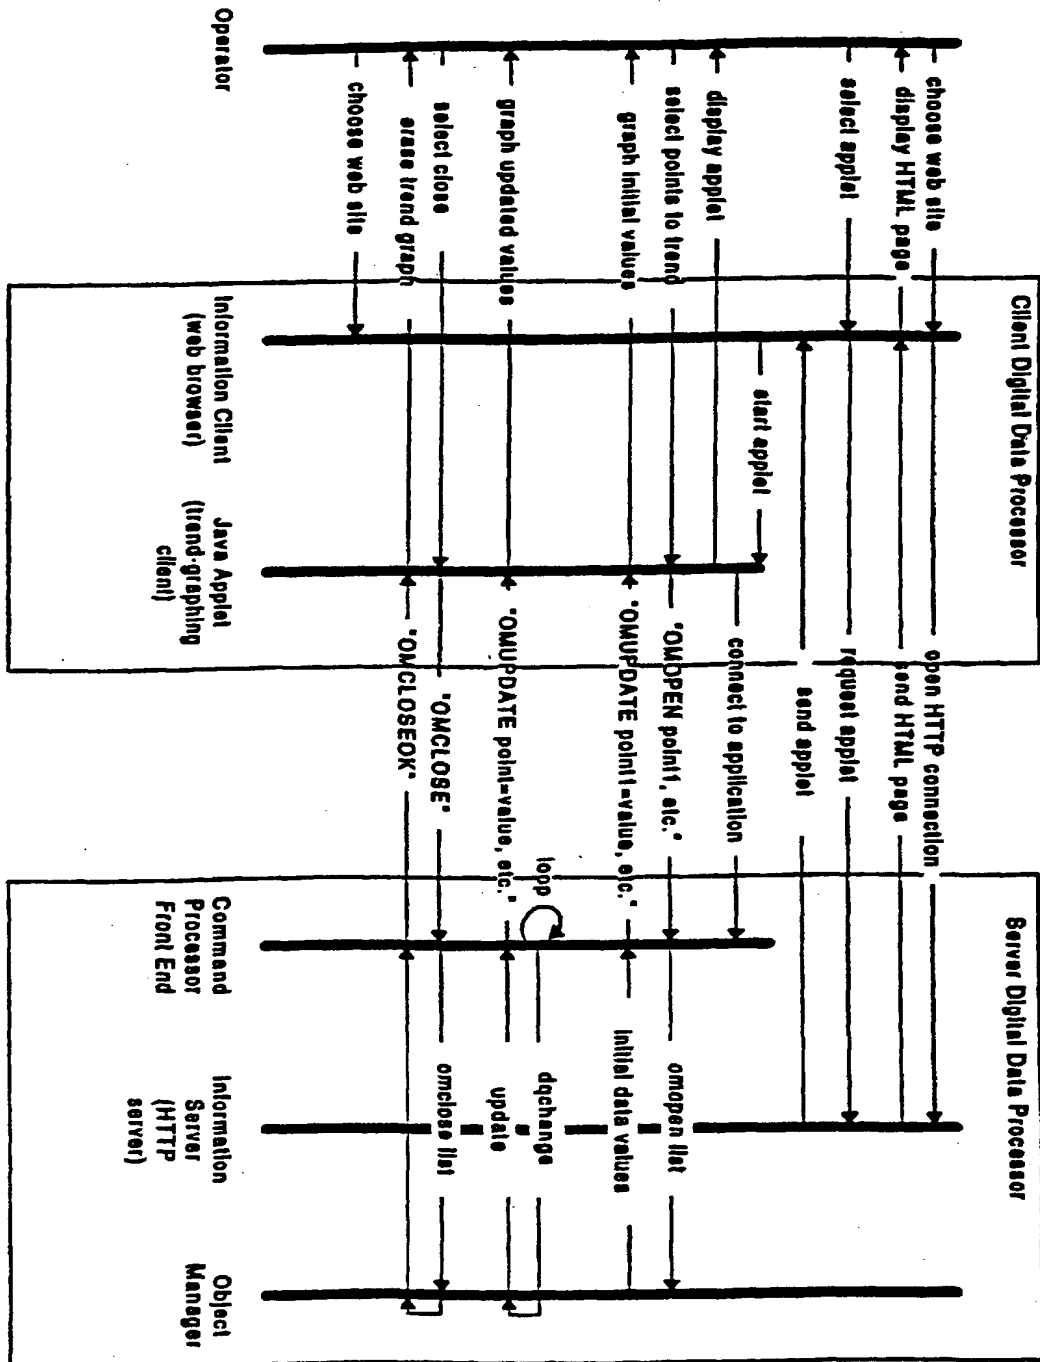 Client Digital Data Processor
Server Digital Data Processor
choose web site
open HTTP connection
display HTML page
send HTML page
select applet
request applet
send applet
start applet
connect to application
display applet
select points to trend
"OMOPEN point1, etc."
omopen list
graph initial values
"OMUPDATE point1=value, etc."
initial data values
loop
dqchange
graph updated values
"OMUPDATE point=value, etc."
update
select close
"OMCLOSE"
omclose list
erase trend graph
"OMCLOSEOK"
choose web site
Operator
Information Client
(web browser)
Java Applet
(trend-graphing
client)
Command
Processor
Front End
Information
Server
(HTTP
server)
Object
Manager